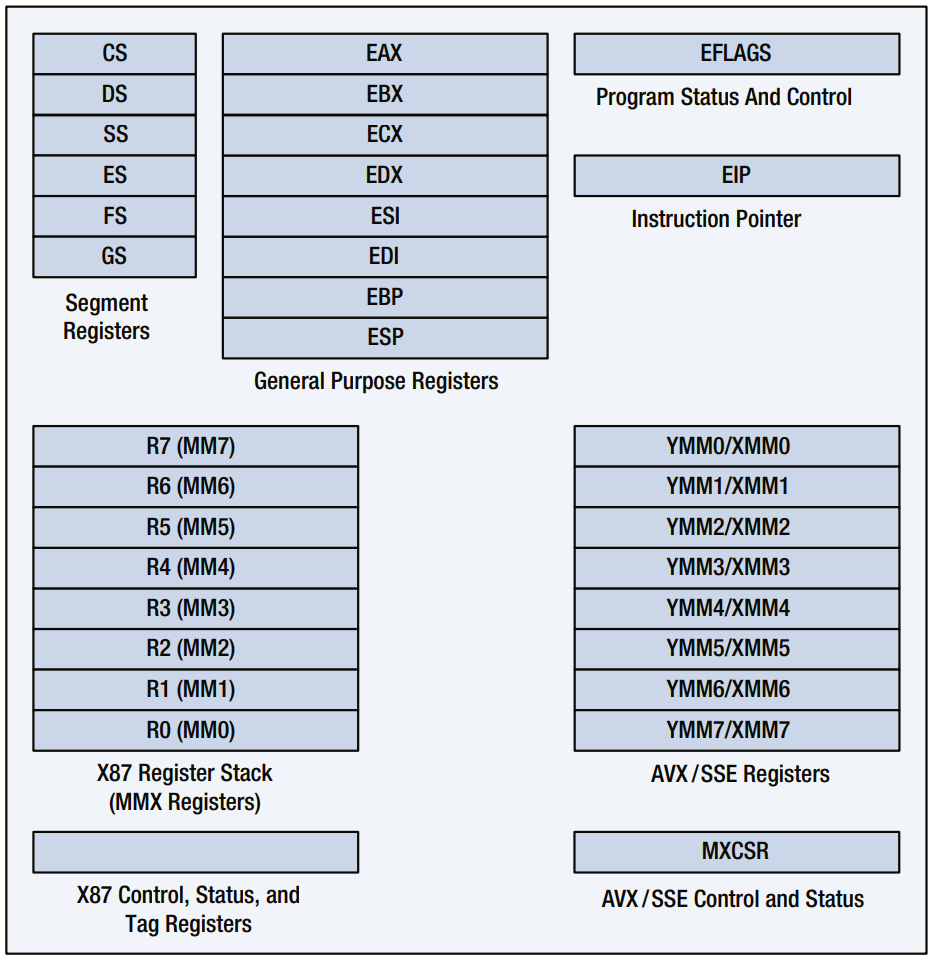 CS
DS
SS
ES
FS
GS
Segment
Registers
EAX
EBX
ECX
EDX
ESI
EDI
EBP
ESP
General Purpose Registers
EFLAGS
Program Status And Control
EIP
Instruction Pointer
R7 (MM7)
R6 (MM6)
R5 (MM5)
R4 (MM4)
R3 (MM3)
R2 (MM2)
R1 (MM1)
R0 (MM0)
X87 Register Stack
(MMX Registers)
YMM0/XMM0
YMM1/XMM1
YMM2/XMM2
YMM3/XMM3
YMM4/XMM4
YMM5/XMM5
YMM6/XMM6
YMM7/XMM7
AVX/SSE Registers
X87 Control, Status, and
Tag Registers
MXCSR
AVX/SSE Control and Status